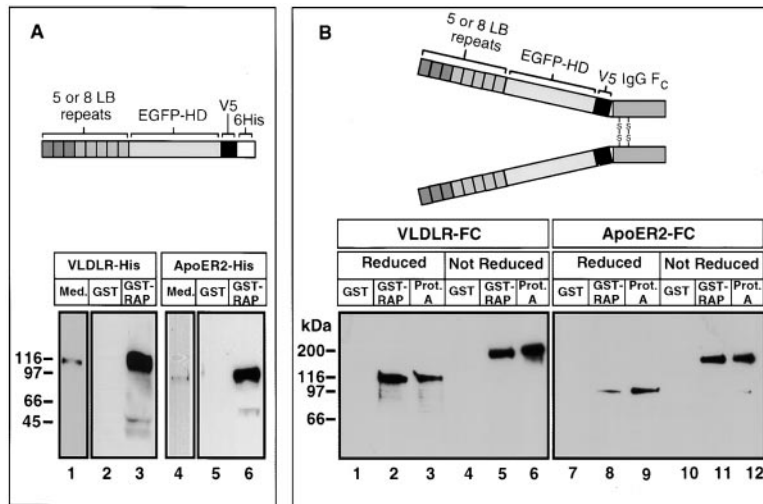 A
5 or 8 LB
repeats
EGFP-HD
V5
6His
VLDLR-His
ApoER2-His
Med.
GST
GST-
RAP
Med.
GST
GST-
RAP
116
97
66
45
1 2 3 4 5 6
B
5 or 8 LB
repeats
EGFP-HD
V5 IgG Fc
S S
S S
VLDLR-FC
ApoER2-FC
Reduced
Not Reduced
Reduced
Not Reduced
GST
GST-
RAP
Prot.
A
GST
GST-
RAP
Prot.
A
GST
GST-
RAP
Prot.
A
GST
GST-
RAP
Prot.
A
kDa
200
116
97
66
1 2 3 4 5 6 7 8 9 10 11 12